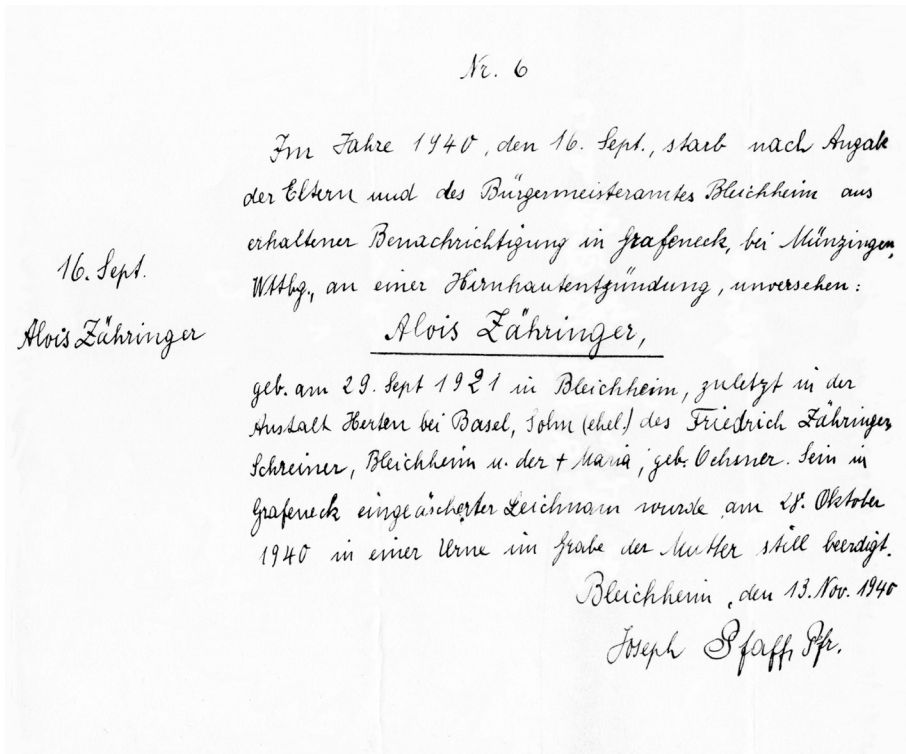 Nr. 6
Im Jahre 1940, den 16. Sept., starb nach Angabe
der Eltern und des Bürgermeisteramtes Bleichheim aus
erhaltener Benachrichtigung in Grafeneck, bei Münzingen,
Wttbg., an einer Hirnhautentzündung, unversehen:
16. Sept.
Alois Zähringer
Alois Zähringer,
geb. am 29. Sept 1921 in Bleichheim, zuletzt in der
Anstalt Herten bei Basel, Sohn (ehel.) des Friedrich Zähringer,
Schreiner, Bleichheim u. der + Maria, geb. Ochsner. Sein in
Grafeneck eingeäscherter Leichnam wurde am 28. Oktober
1940 in einer Urne im Grabe der Mutter still beerdigt.
Bleichheim, den 13. Nov. 1940
Joseph Pfaff, Pfr.